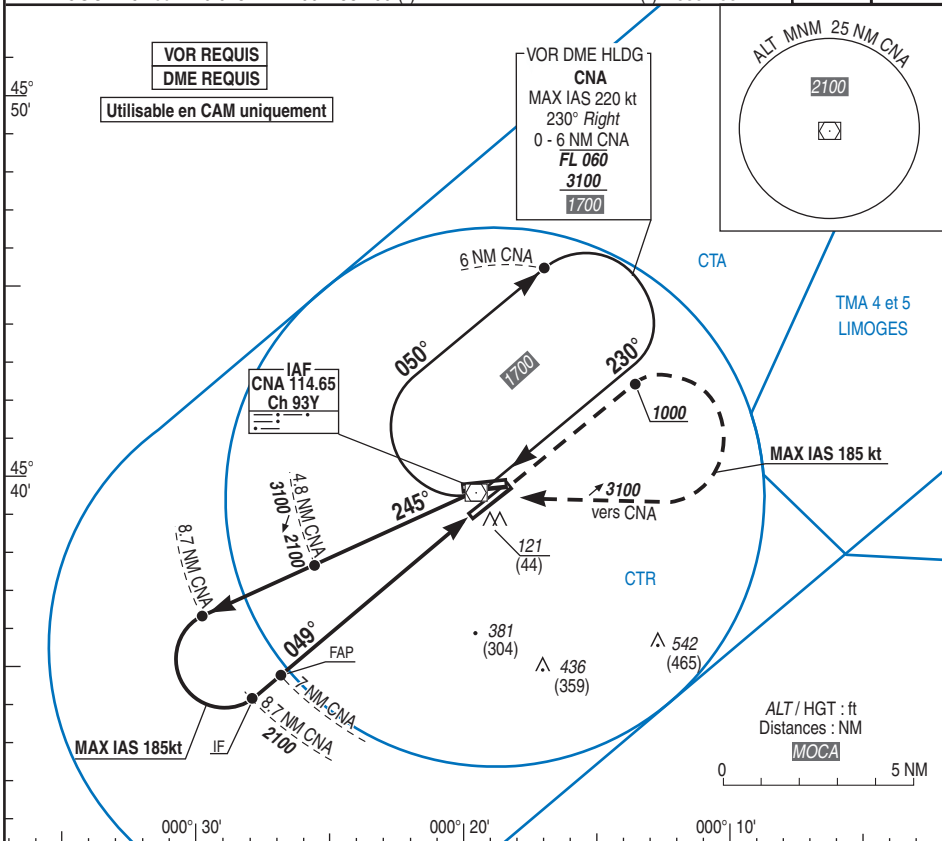 VOR REQUIS
DME REQUIS
Utilisable en CAM uniquement
45°
50'
VOR DME HLDG
CNA
MAX IAS 220 kt
230° Right
0 - 6 NM CNA
FL 060
3100
1700
ALT MNM 25 NM CNA
2100
6 NM CNA
CTA
TMA 4 et 5
LIMOGES
050°
230°
1700
IAF
CNA 114.65
Ch 93Y
1000
45°
40'
MAX IAS 185 kt
3100
vers CNA
245°
4.8 NM CNA
3100 2100
121
(44)
8.7 NM CNA
CTR
049°
381
(304)
542
(465)
436
(359)
FAP
7 NM CNA
8.7 NM CNA
2100
IF
MAX IAS 185kt
ALT / HGT : ft
Distances : NM
MOCA
0 5 NM
000° 30'
000° 20'
000° 10'